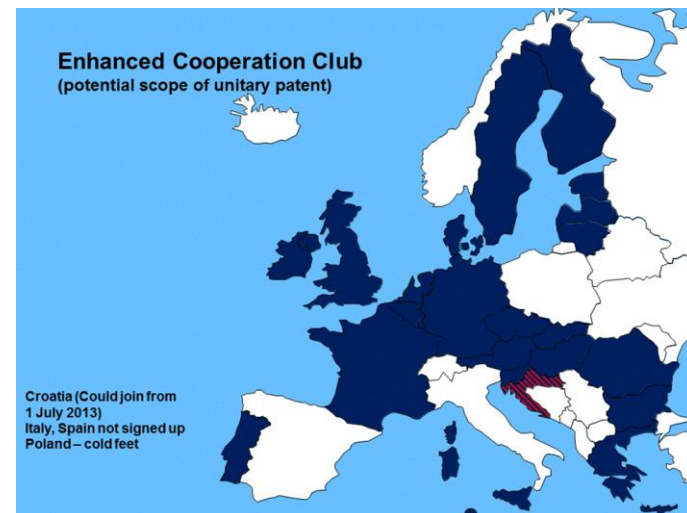 Enhanced Cooperation Club
(potential scope of unitary patent)
Croatia (Could join from
1 July 2013)
Italy, Spain not signed up
Poland – cold feet